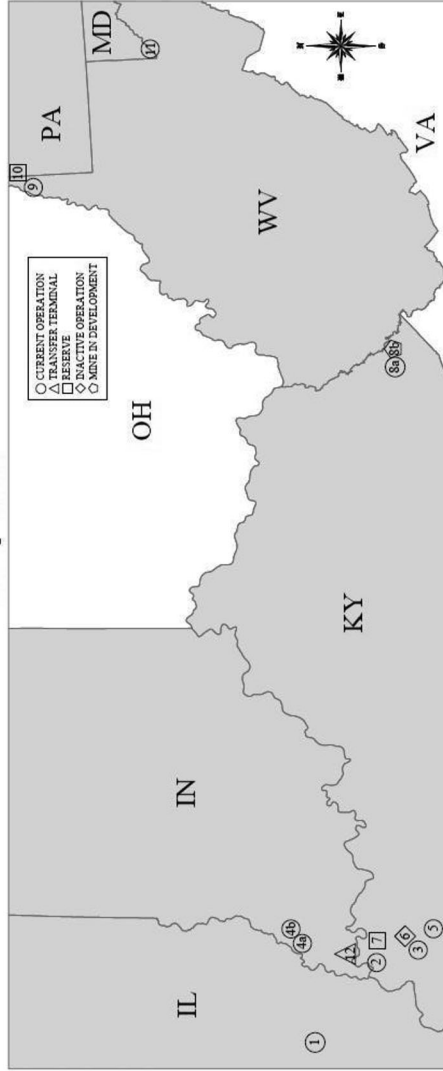 CURRENT OPERATION
TRANSFER TERMINAL
RESERVE
INACTIVE OPERATION
MINE IN DEVELOPMENT
IL
IN
OH
PA
MD
WV
VA
KY
1
2
3
4a
4b
5
6
7
8a
8b
9
10
11
12
N
E
S
W